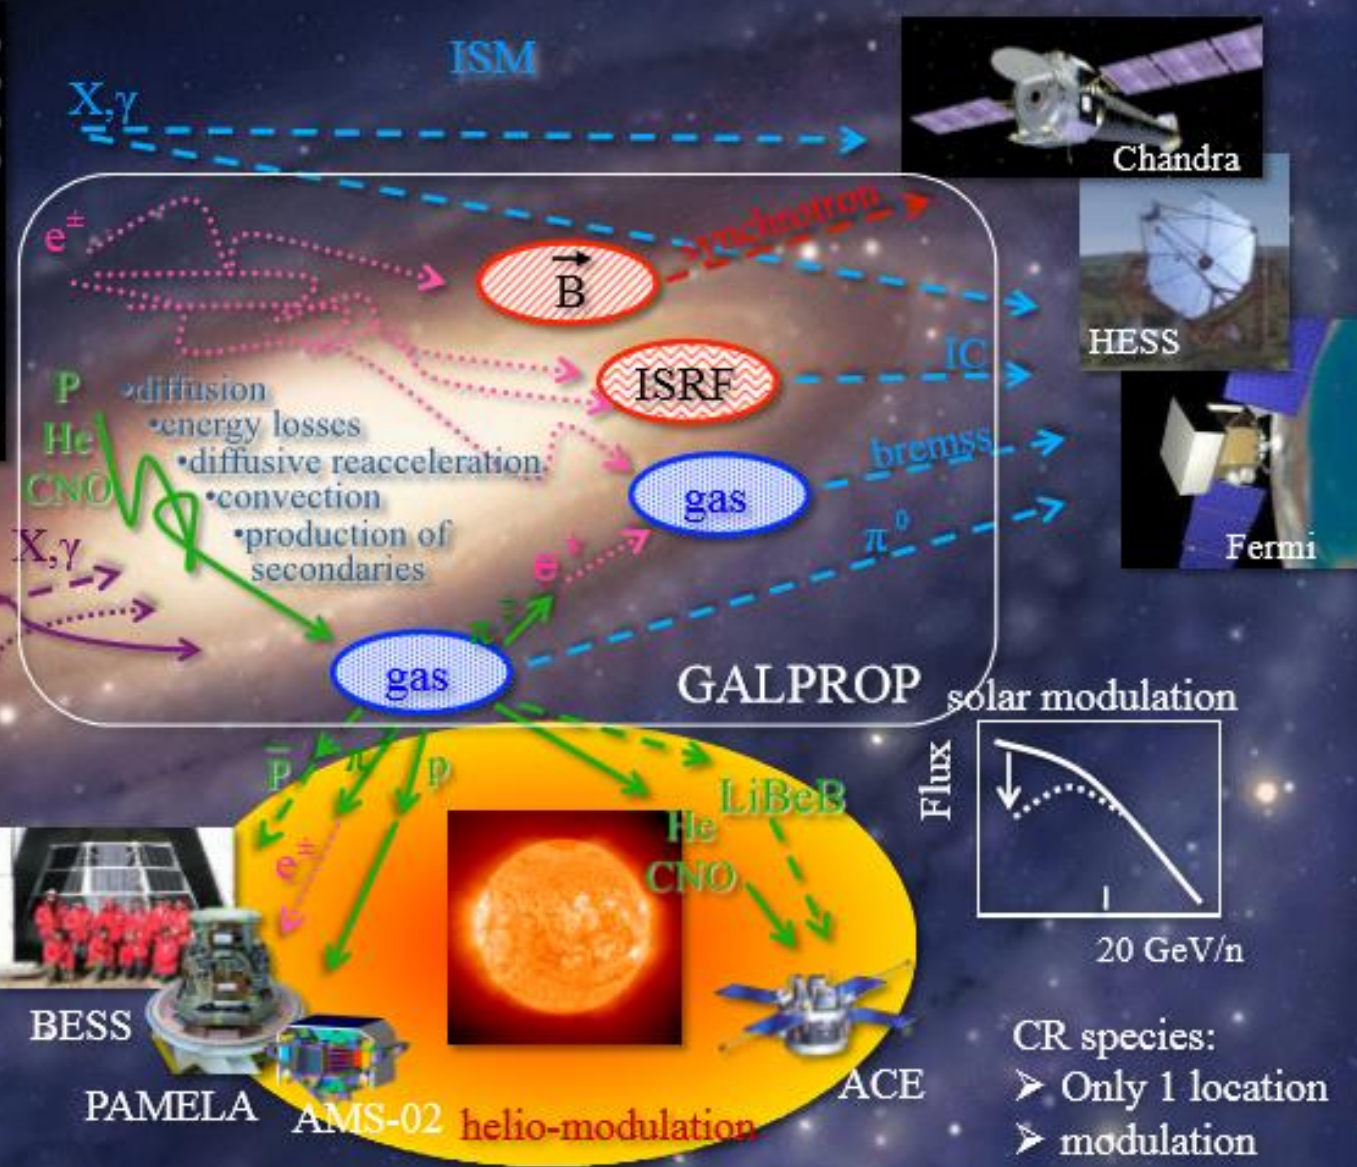 ISM
X,γ
Chandra
synchrotron
e±
B
HESS
IC
ISRF
P
He
CNO
•diffusion
•energy losses
•diffusive reacceleration
•convection
•production of
secondaries
bremss
gas
π0
Fermi
X,γ
gas
GALPROP
solar modulation
Flux
20 GeV/n
p
p
LiBeB
He
CNO
e±
BESS
PAMELA
AMS-02
helio-modulation
ACE
CR species:
➢ Only 1 location
➢ modulation